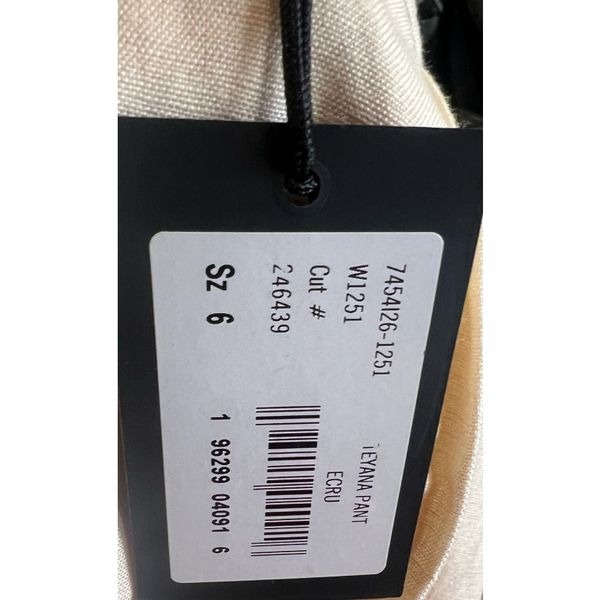 7454I26-1251
W1251
TEYANA PANT
Cut #
ECRU
246439
Sz 6
1 96299 04091 6